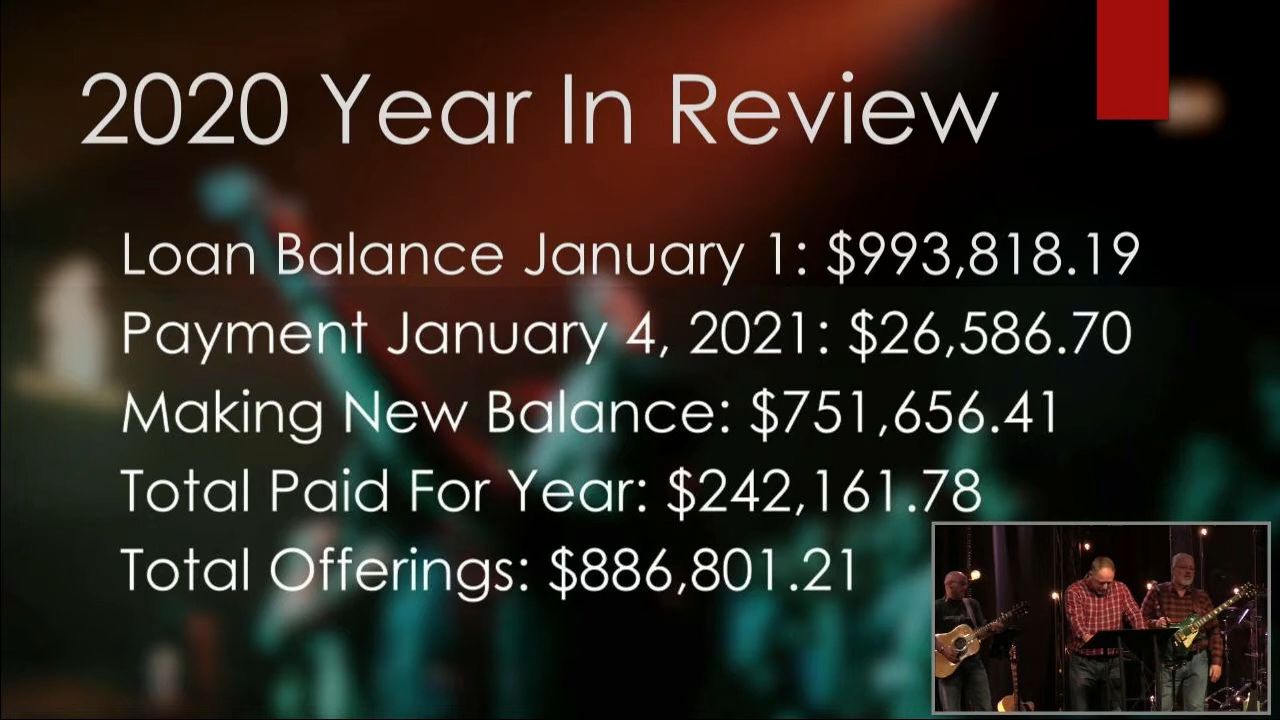 2020 Year In Review
Loan Balance January 1: $993,818.19
Payment January 4, 2021: $26,586.70
Making New Balance: $751,656.41
Total Paid For Year: $242,161.78
Total Offerings: $886,801.21